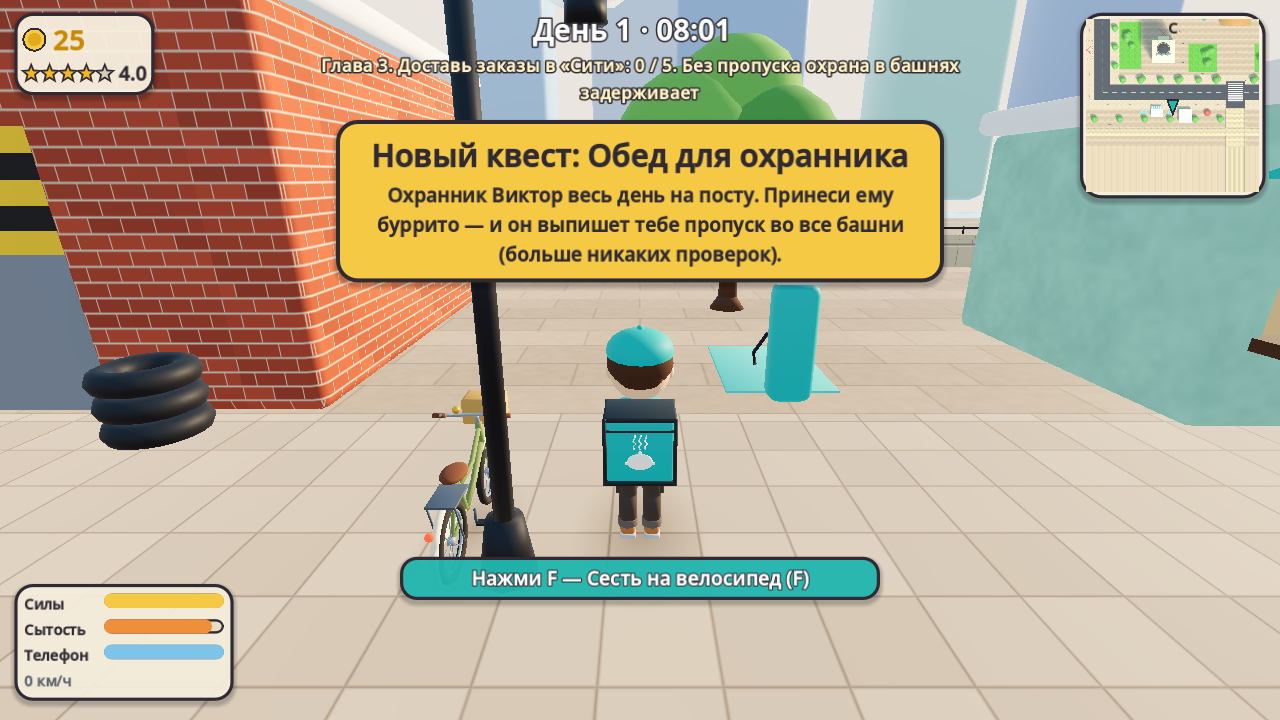 25
4.0
День 1 · 08:01
Глава 3. Доставь заказы в «Сити»: 0 / 5. Без пропуска охрана в башнях
задерживает
С
Новый квест: Обед для охранника
Охранник Виктор весь день на посту. Принеси ему
буррито — и он выпишет тебе пропуск во все башни
(больше никаких проверок).
Нажми F — Сесть на велосипед (F)
Силы
Сытость
Телефон
0 км/ч